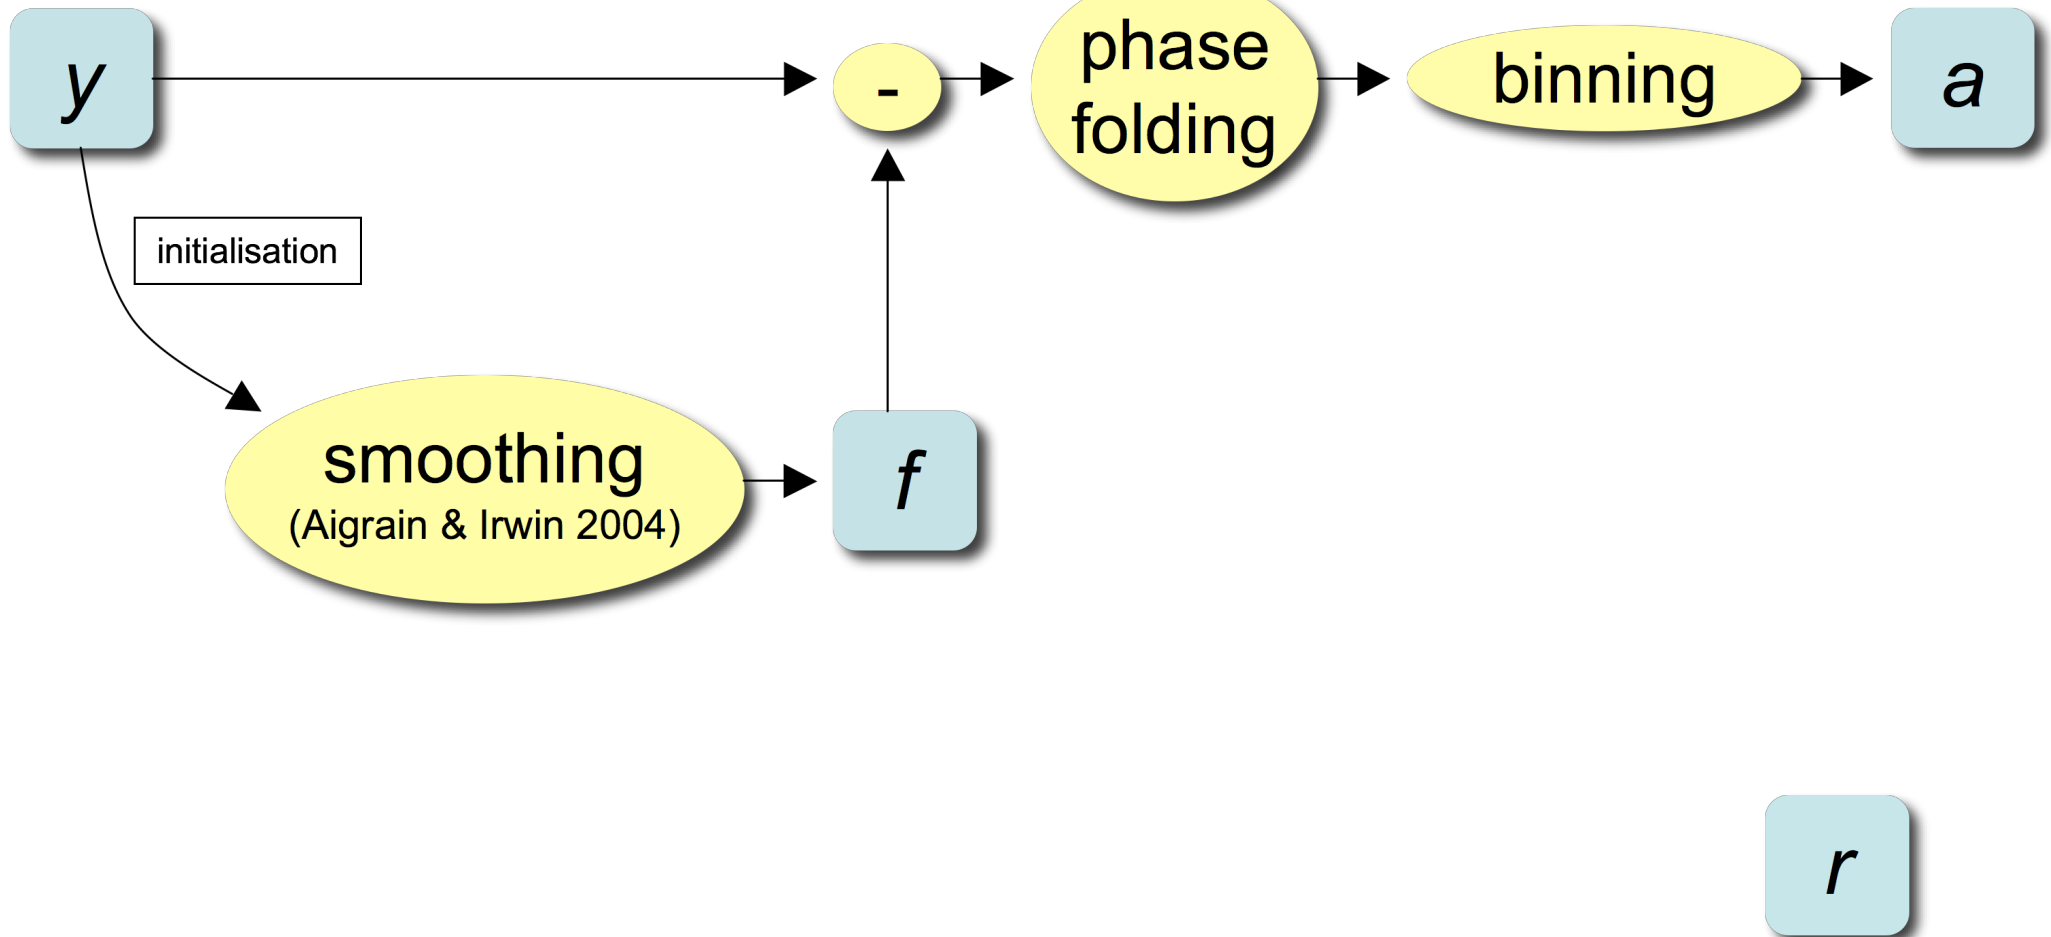 y
-
phase
folding
binning
a
initialisation
smoothing
(Aigrain & Irwin 2004)
f
r